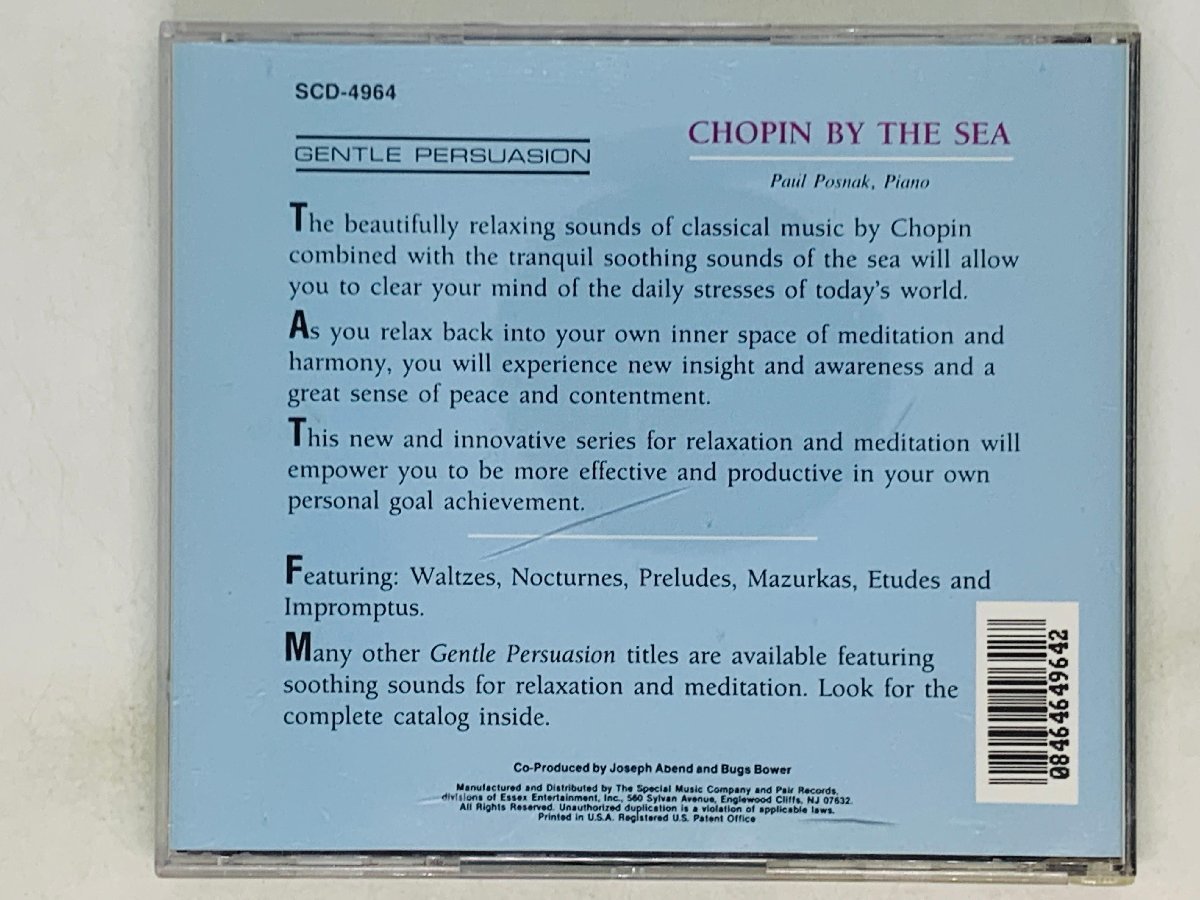 SCD-4964
GENTLE PERSUASION
CHOPIN BY THE SEA
Paul Posnak, Piano
The beautifully relaxing sounds of classical music by Chopin
combined with the tranquil soothing sounds of the sea will allow
you to clear your mind of the daily stresses of today's world.
As you relax back into your own inner space of meditation and
harmony, you will experience new insight and awareness and a
great sense of peace and contentment.
This new and innovative series for relaxation and meditation will
empower you to be more effective and productive in your own
personal goal achievement.
Featuring: Waltzes, Nocturnes, Preludes, Mazurkas, Etudes and
Impromptus.
Many other Gentle Persuasion titles are available featuring
soothing sounds for relaxation and meditation. Look for the
complete catalog inside.
Co-Produced by Joseph Abend and Bugs Bower
Manufactured and Distributed by The Special Music Company and Pair Records,
divisions of Essex Entertainment, Inc., 560 Sylvan Avenue, Englewood Cliffs, NJ 07632.
All Rights Reserved. Unauthorized duplication is a violation of applicable laws.
Printed in U.S.A. Registered U.S. Patent Office
08464649642